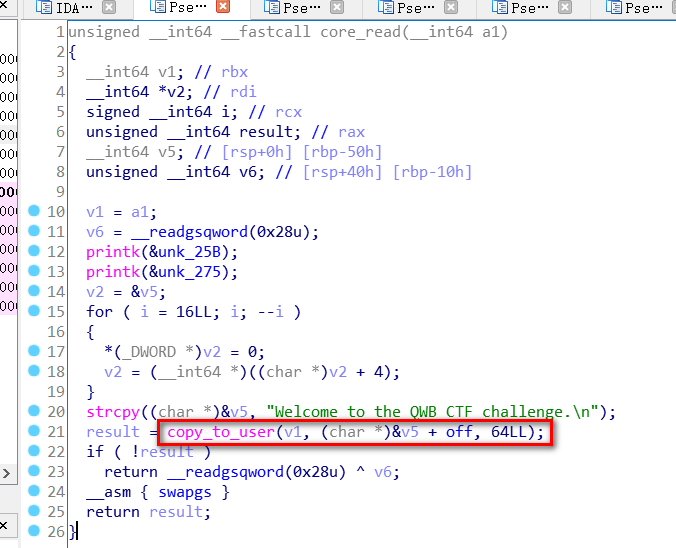 IDA… Pse… Pse… Pse… Pse… Pse
1 unsigned __int64 __fastcall core_read(__int64 a1)
2 {
3 __int64 v1; // rbx
4 __int64 *v2; // rdi
5 signed __int64 i; // rcx
6 unsigned __int64 result; // rax
7 __int64 v5; // [rsp+0h] [rbp-50h]
8 unsigned __int64 v6; // [rsp+40h] [rbp-10h]
9
10 v1 = a1;
11 v6 = __readgsqword(0x28u);
12 printk(&unk_25B);
13 printk(&unk_275);
14 v2 = &v5;
15 for ( i = 16LL; i; --i )
16 {
17 *(_DWORD *)v2 = 0;
18 v2 = (__int64 *)((char *)v2 + 4);
19 }
20 strcpy((char *)&v5, "Welcome to the QWB CTF challenge.\n");
21 result = copy_to_user(v1, (char *)&v5 + off, 64LL);
22 if ( !result )
23 return __readgsqword(0x28u) ^ v6;
24 __asm { swapgs }
25 return result;
26 }